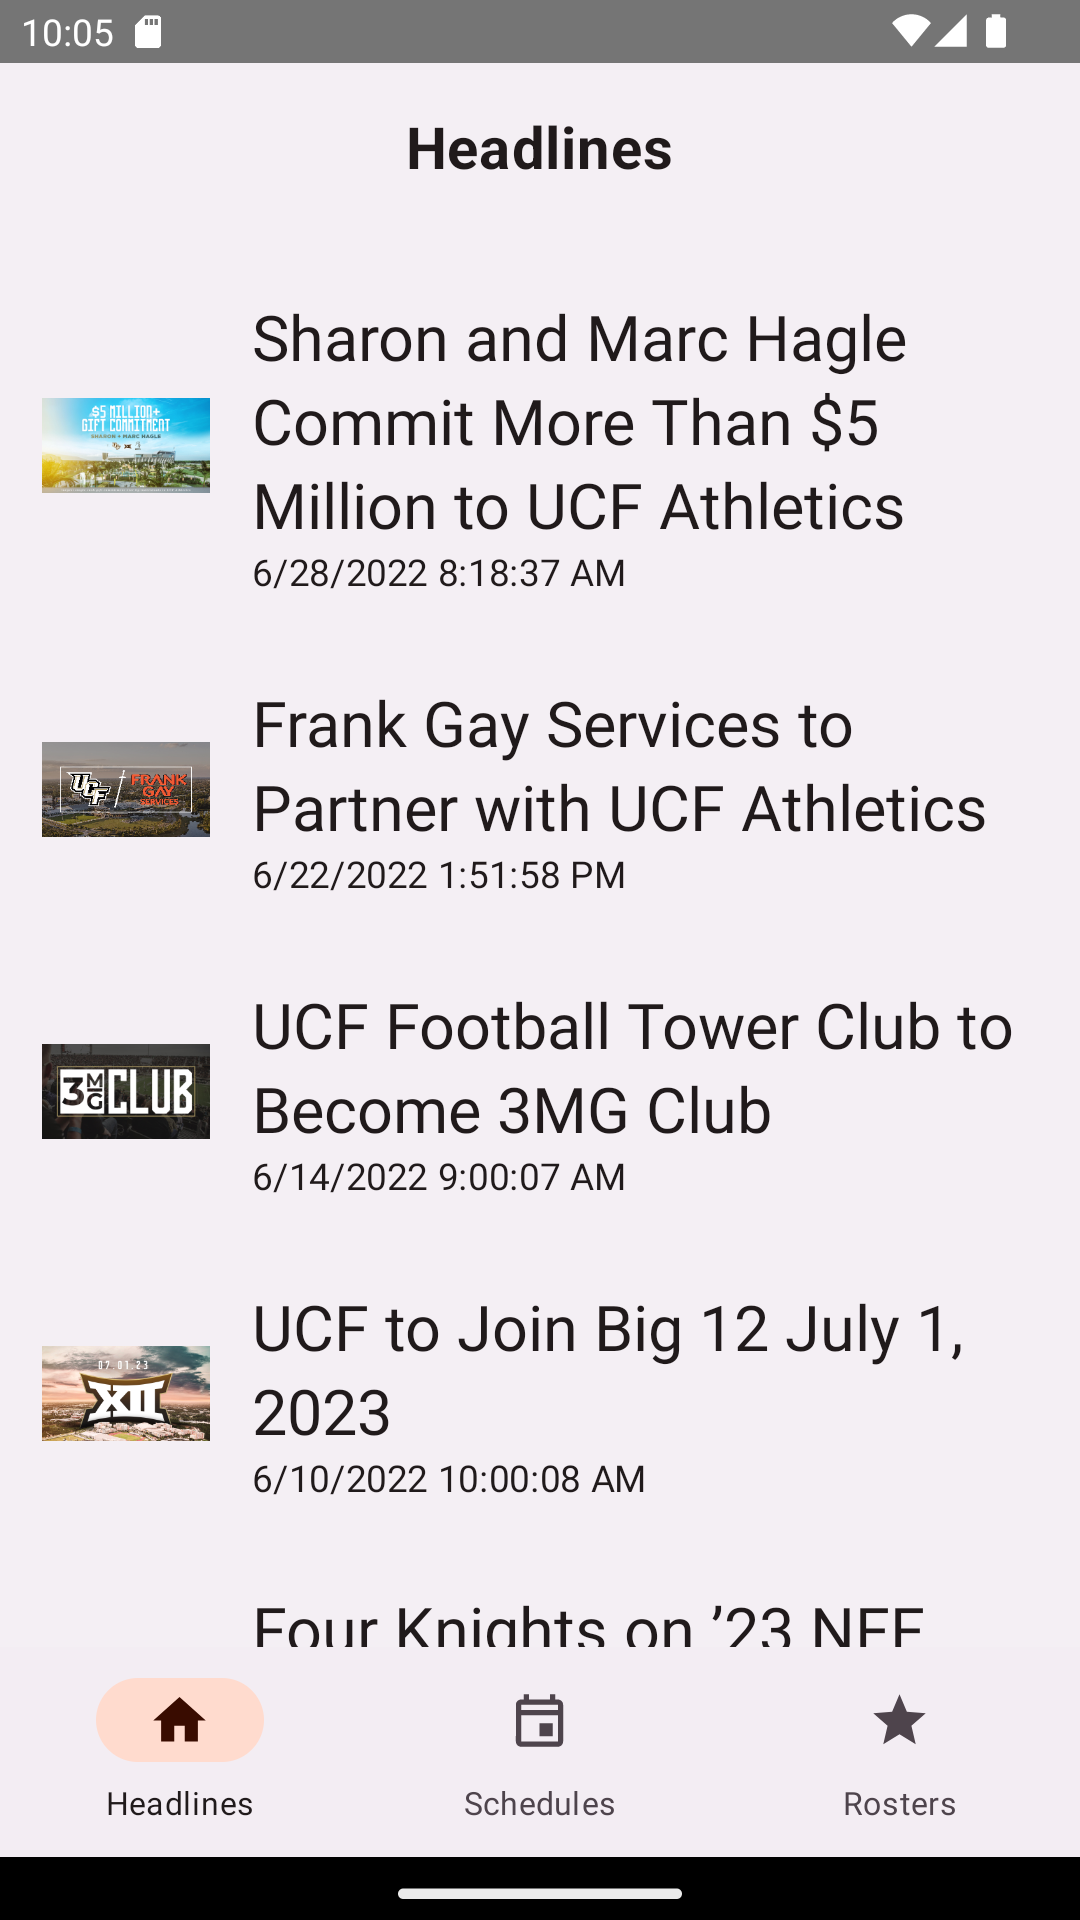 10:05
Headlines
Sharon and Marc Hagle
Commit More Than $5
Million to UCF Athletics
6/28/2022 8:18:37 AM
$5 MILLION+
GIFT COMMITMENT
SHARON + MARC HAGLE
Frank Gay Services to
Partner with UCF Athletics
6/22/2022 1:51:58 PM
UCF
FRANK
GAY
SERVICES
UCF Football Tower Club to
Become 3MG Club
6/14/2022 9:00:07 AM
3MG CLUB
UCF to Join Big 12 July 1,
2023
6/10/2022 10:00:08 AM
07.01.23
XII
Four Knights on ’23 NFF
Headlines
Schedules
Rosters